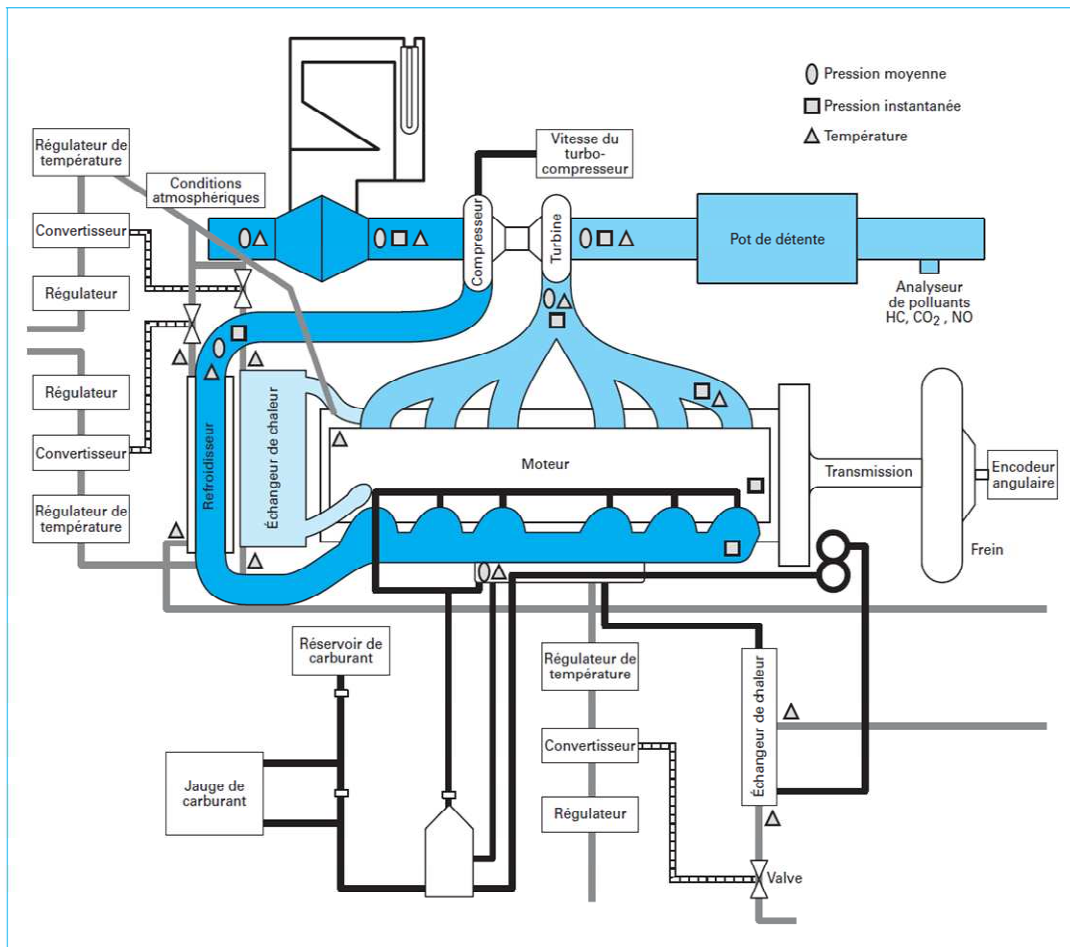 Pression moyenne
Pression instantanée
Température
Régulateur de
température
Vitesse du
turbo-
compresseur
Conditions
atmosphériques
Convertisseur
Régulateur
Compresseur
Turbine
Pot de détente
Analyseur
de polluants
HC, CO₂ , NO
Régulateur
Convertisseur
Régulateur de
température
Refroidisseur
Échangeur de chaleur
Moteur
Transmission
Encodeur
angulaire
Frein
Réservoir de
carburant
Régulateur de
température
Échangeur de chaleur
Convertisseur
Jauge de
carburant
Régulateur
Valve